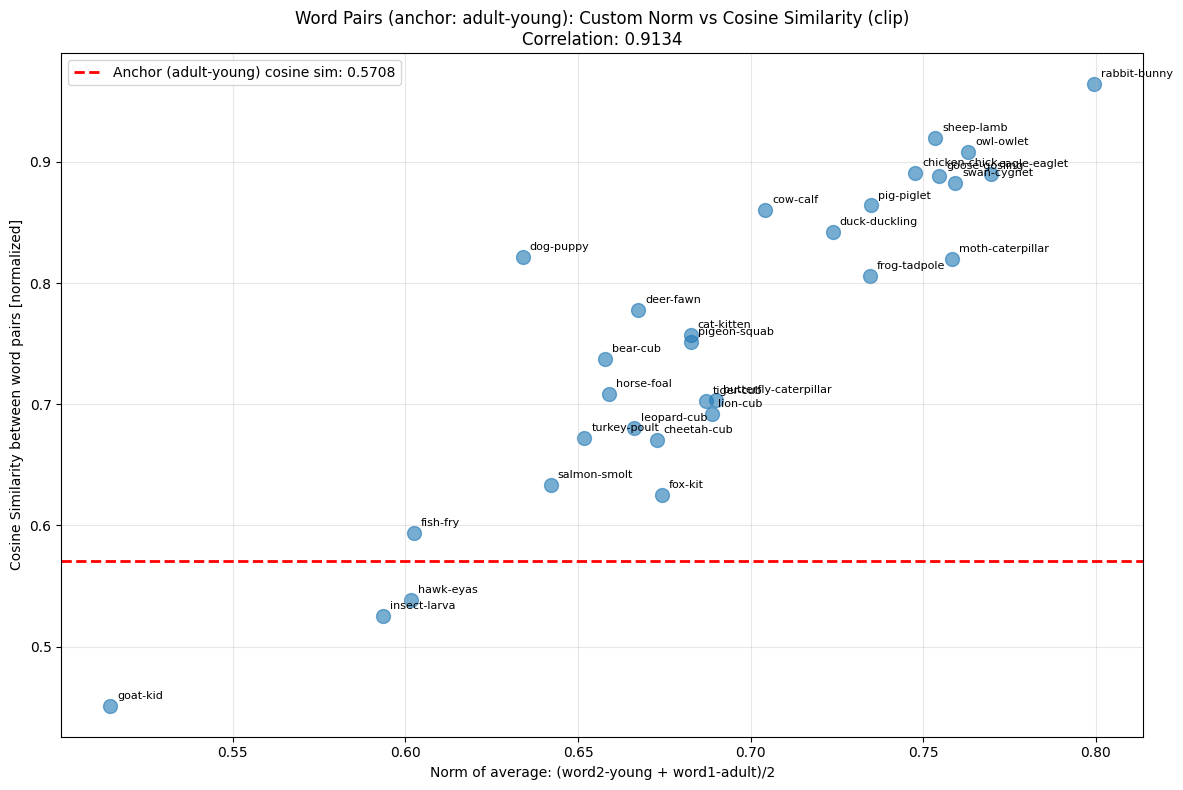 Word Pairs (anchor: adult-young): Custom Norm vs Cosine Similarity (clip)
Correlation: 0.9134
Anchor (adult-young) cosine sim: 0.5708
rabbit-bunny
sheep-lamb
owl-owlet
chicken-chick
eagle-eaglet
goose-gosling
swan-cygnet
pig-piglet
cow-calf
duck-duckling
dog-puppy
moth-caterpillar
frog-tadpole
deer-fawn
cat-kitten
pigeon-squab
bear-cub
horse-foal
tiger-cub
butterfly-caterpillar
lion-cub
leopard-cub
turkey-poult
cheetah-cub
salmon-smolt
fox-kit
fish-fry
hawk-eyas
insect-larva
goat-kid
0.9
0.8
0.7
0.6
0.5
Cosine Similarity between word pairs [normalized]
0.55
0.60
0.65
0.70
0.75
0.80
Norm of average: (word2-young + word1-adult)/2